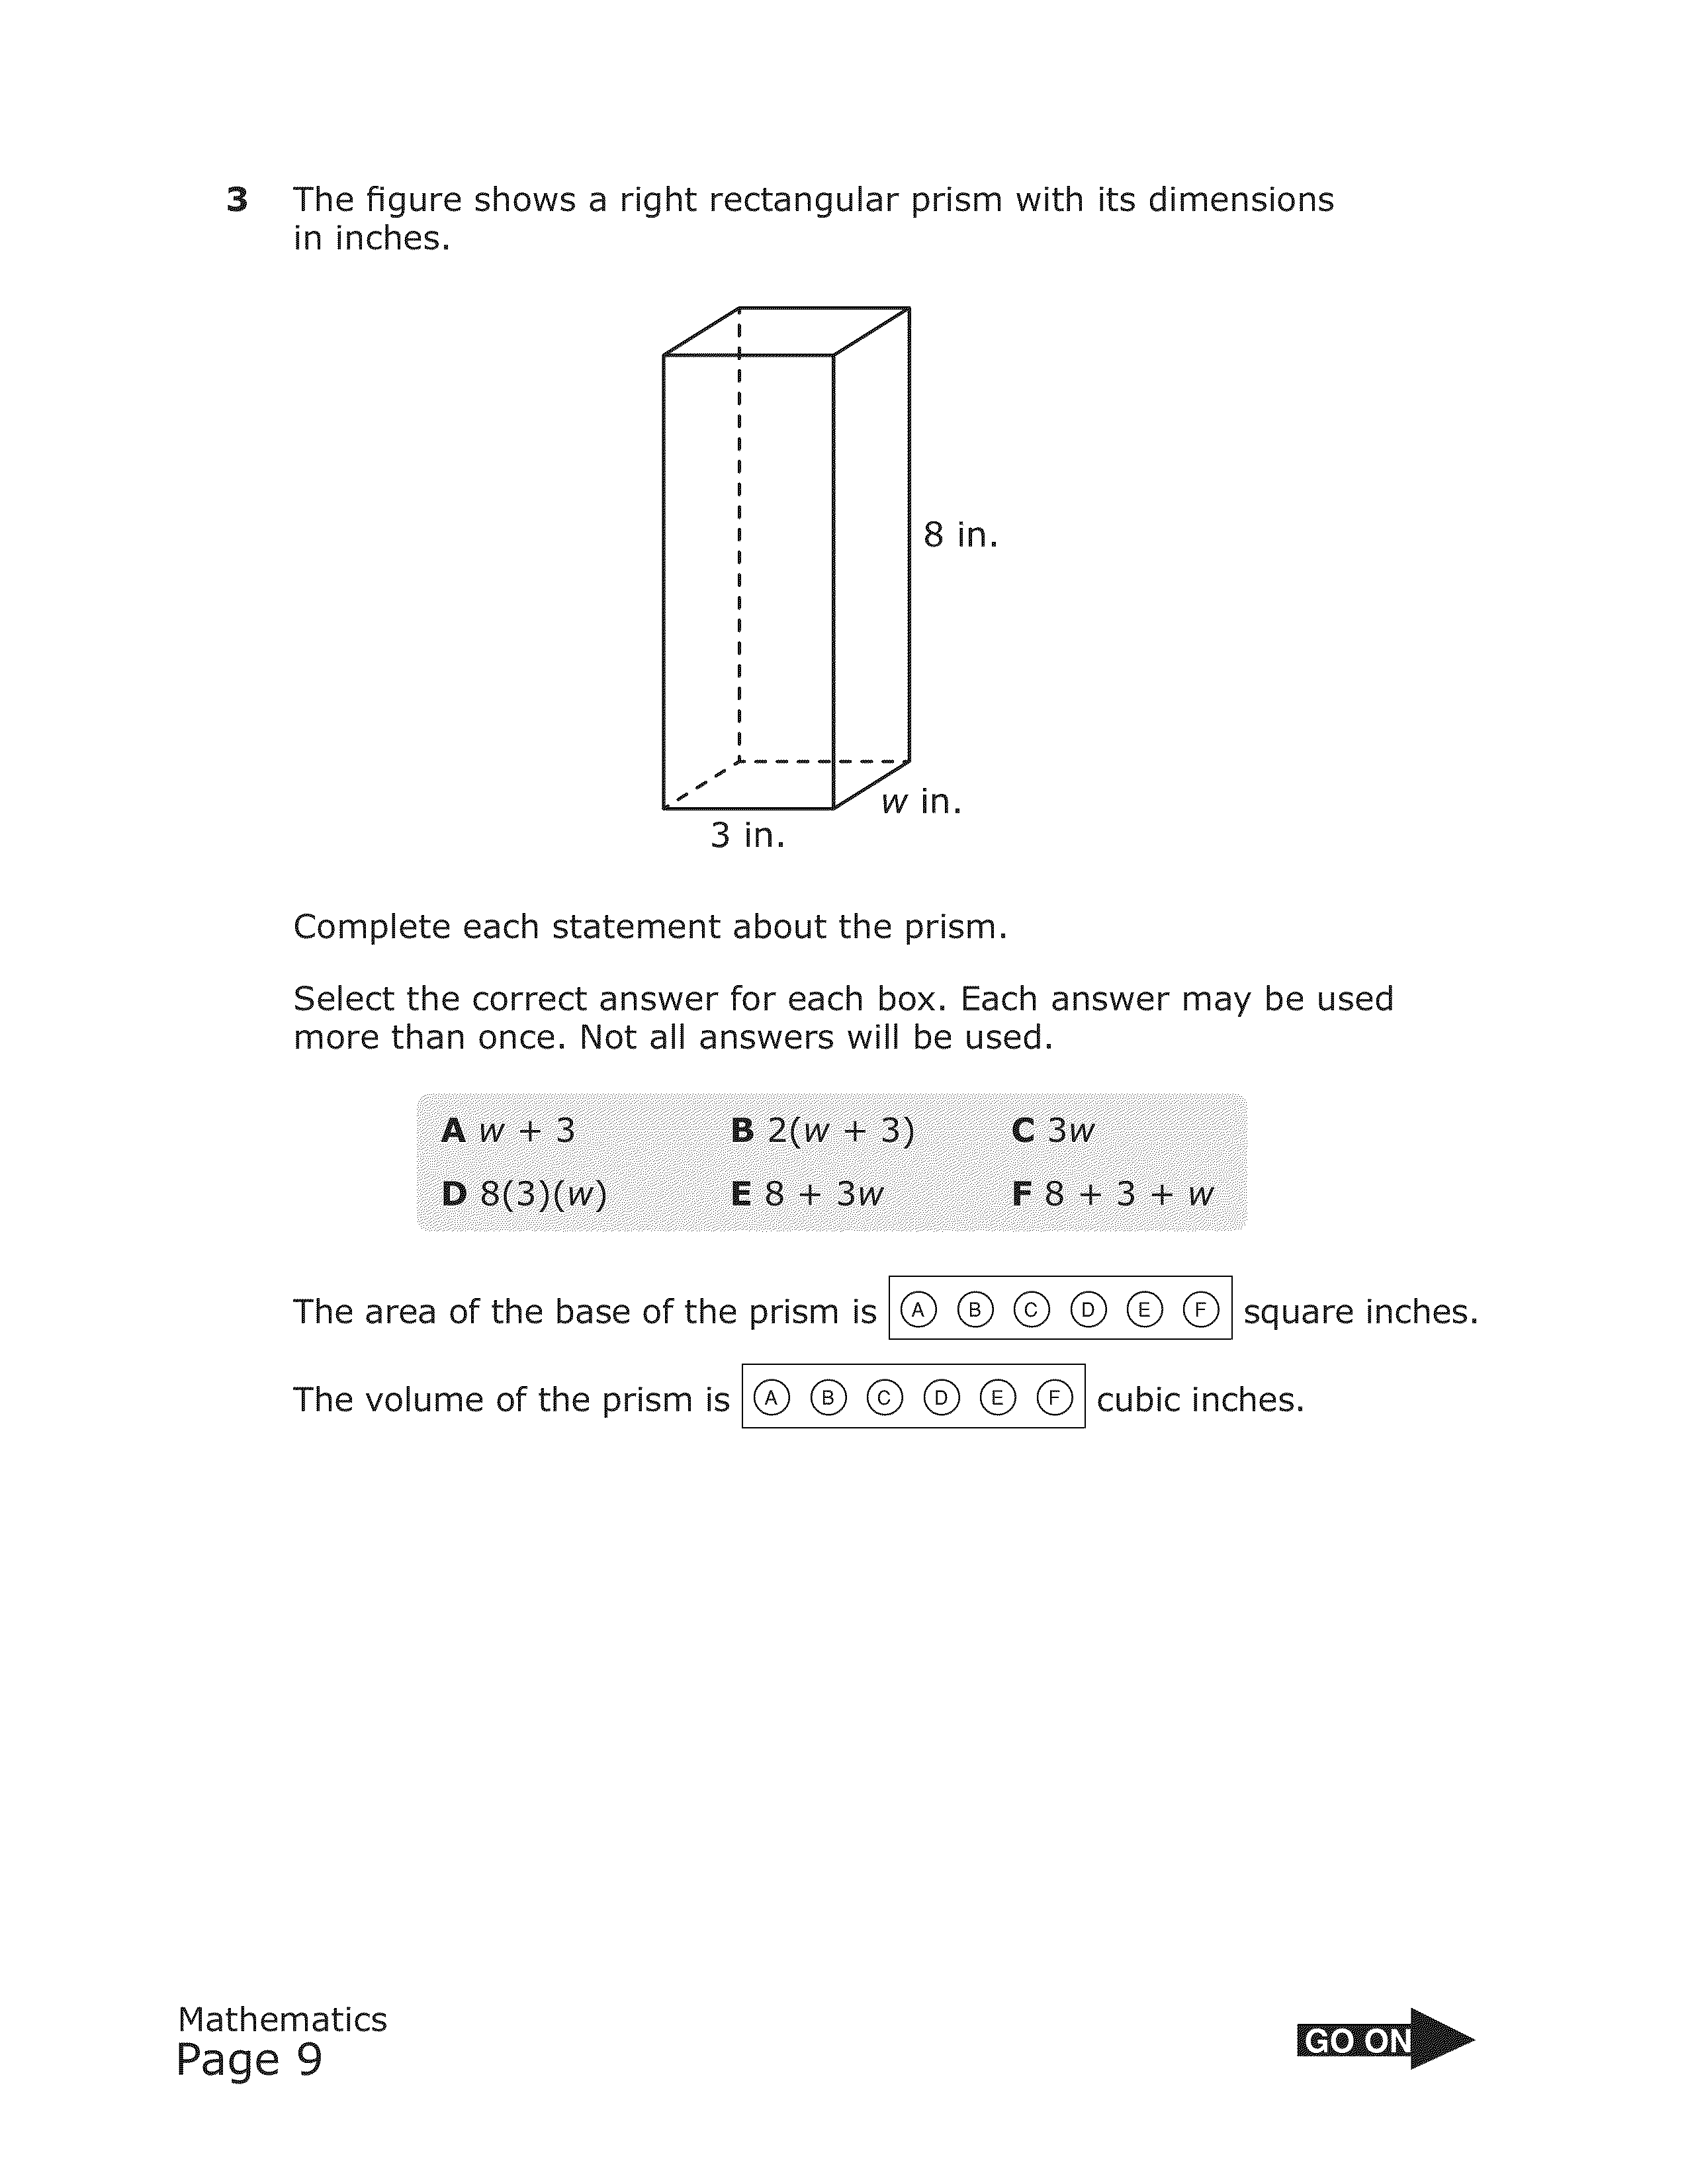 3 The figure shows a right rectangular prism with its dimensions
in inches.
8 in.
w in.
3 in.
Complete each statement about the prism.
Select the correct answer for each box. Each answer may be used
more than once. Not all answers will be used.
A w + 3 B 2(w + 3) C 3w
D 8(3)(w) E 8 + 3w F 8 + 3 + w
The area of the base of the prism is A B C D E F square inches.
The volume of the prism is A B C D E F cubic inches.
Mathematics
Page 9
GO ON